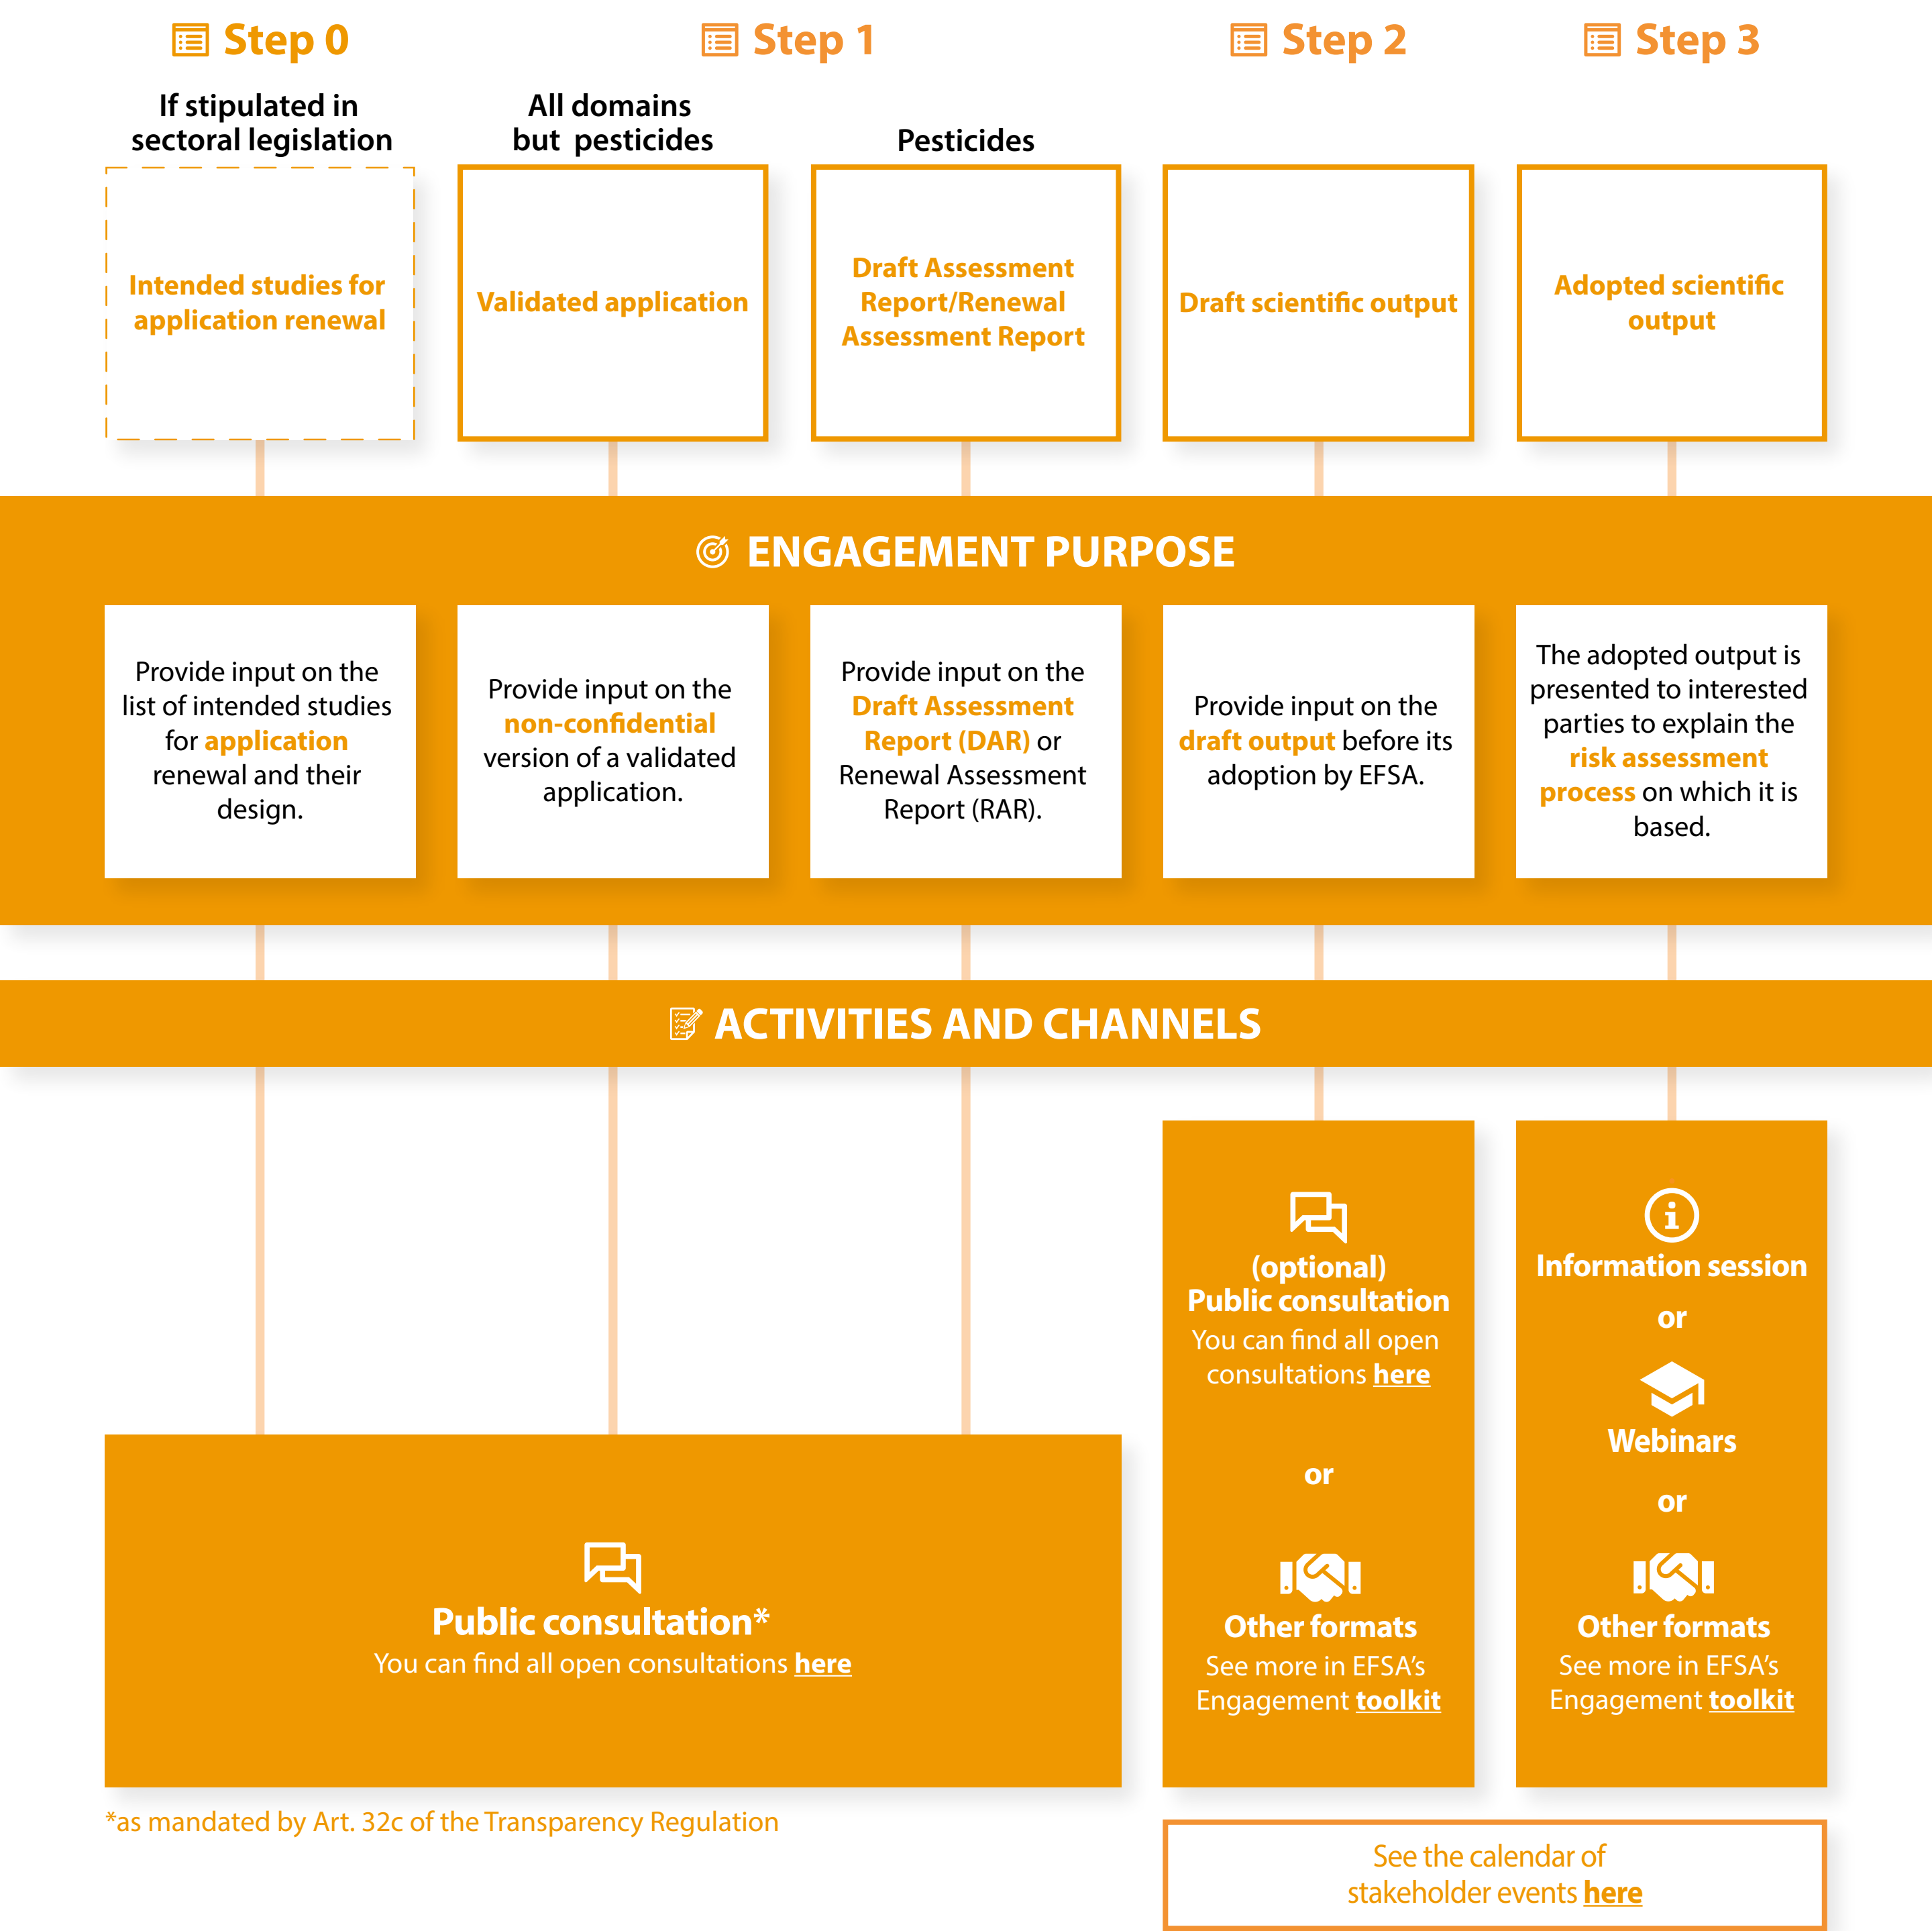 Step 0
Step 1
Step 2
Step 3
If stipulated in
sectoral legislation
All domains
but pesticides
Pesticides
Intended studies for
application renewal
Validated application
Draft Assessment
Report/Renewal
Assessment Report
Draft scientific output
Adopted scientific
output
ENGAGEMENT PURPOSE
Provide input on the
list of intended studies
for application
renewal and their
design.
Provide input on the
non-confidential
version of a validated
application.
Provide input on the
Draft Assessment
Report (DAR) or
Renewal Assessment
Report (RAR).
Provide input on the
draft output before its
adoption by EFSA.
The adopted output is
presented to interested
parties to explain the
risk assessment
process on which it is
based.
ACTIVITIES AND CHANNELS
Public consultation*
You can find all open consultations here
(optional)
Public consultation
You can find all open
consultations here
or
Other formats
See more in EFSA's
Engagement toolkit
Information session
or
Webinars
or
Other formats
See more in EFSA's
Engagement toolkit
*as mandated by Art. 32c of the Transparency Regulation
See the calendar of
stakeholder events here